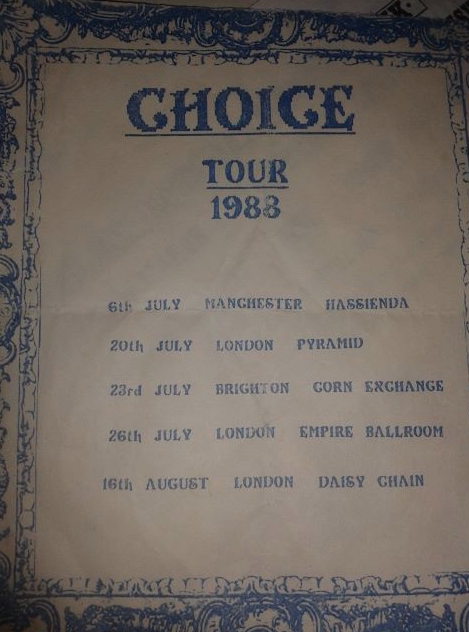 CHOICE
TOUR
1988
6th JULY MANCHESTER HASSIENDA
20th JULY LONDON PYRAMID
23rd JULY BRIGHTON CORN EXCHANGE
26th JULY LONDON EMPIRE BALLROOM
16th AUGUST LONDON DAISY CHAIN